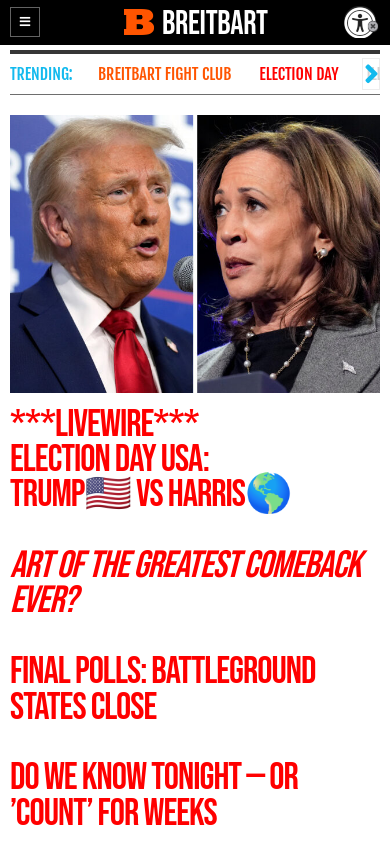 B BREITBART
TRENDING: BREITBART FIGHT CLUB ELECTION DAY
***LIVEWIRE***
ELECTION DAY USA:
TRUMP🇺🇸 VS HARRIS🌎
ART OF THE GREATEST COMEBACK
EVER?
FINAL POLLS: BATTLEGROUND
STATES CLOSE
DO WE KNOW TONIGHT — OR
’COUNT’ FOR WEEKS